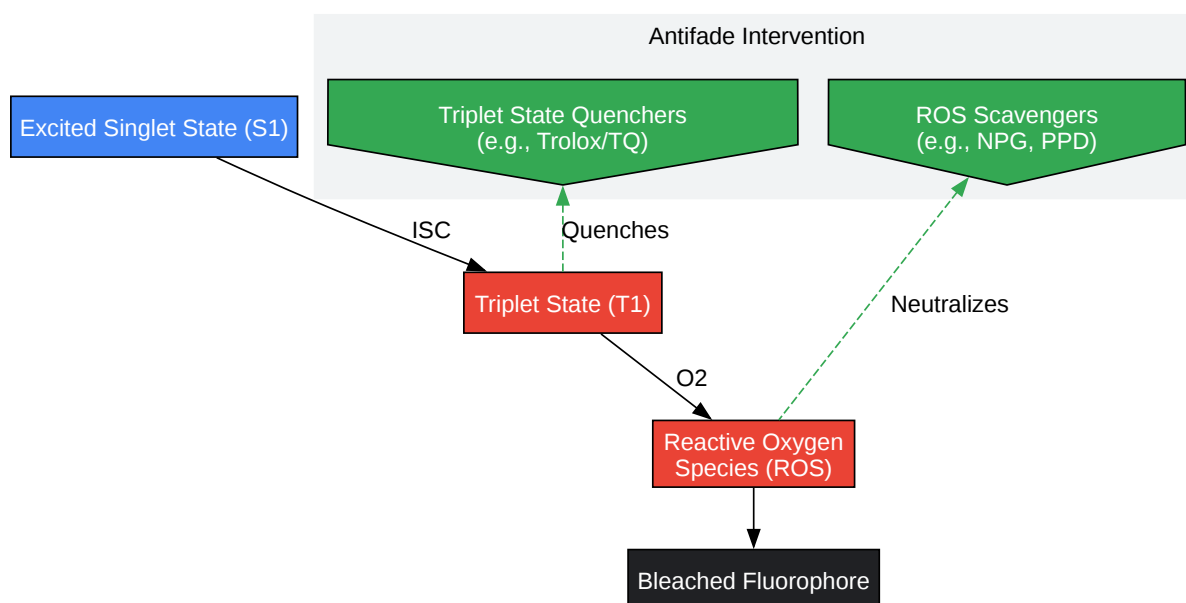 Antifade Intervention
Excited Singlet State (S1)
Triplet State Quenchers
(e.g., Trolox/TQ)
ROS Scavengers
(e.g., NPG, PPD)
ISC
Quenches
Triplet State (T1)
Neutralizes
O2
Reactive Oxygen
Species (ROS)
Bleached Fluorophore